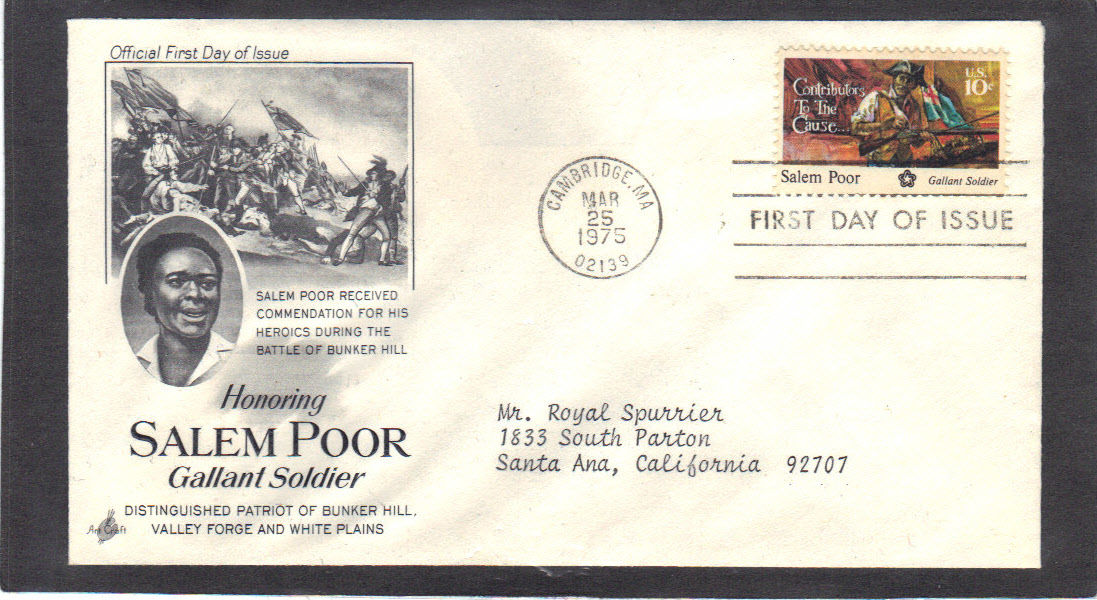 Official First Day of Issue
SALEM POOR RECEIVED
COMMENDATION FOR HIS
HEROICS DURING THE
BATTLE OF BUNKER HILL
Honoring
SALEM POOR
Gallant Soldier
DISTINGUISHED PATRIOT OF BUNKER HILL,
VALLEY FORGE AND WHITE PLAINS
Art Craft
CAMBRIDGE, MA
MAR
25
1975
02139
Contributors
To The
Cause...
U.S.
10c
Salem Poor
Gallant Soldier
FIRST DAY OF ISSUE
Mr. Royal Spurrier
1833 South Parton
Santa Ana, California 92707